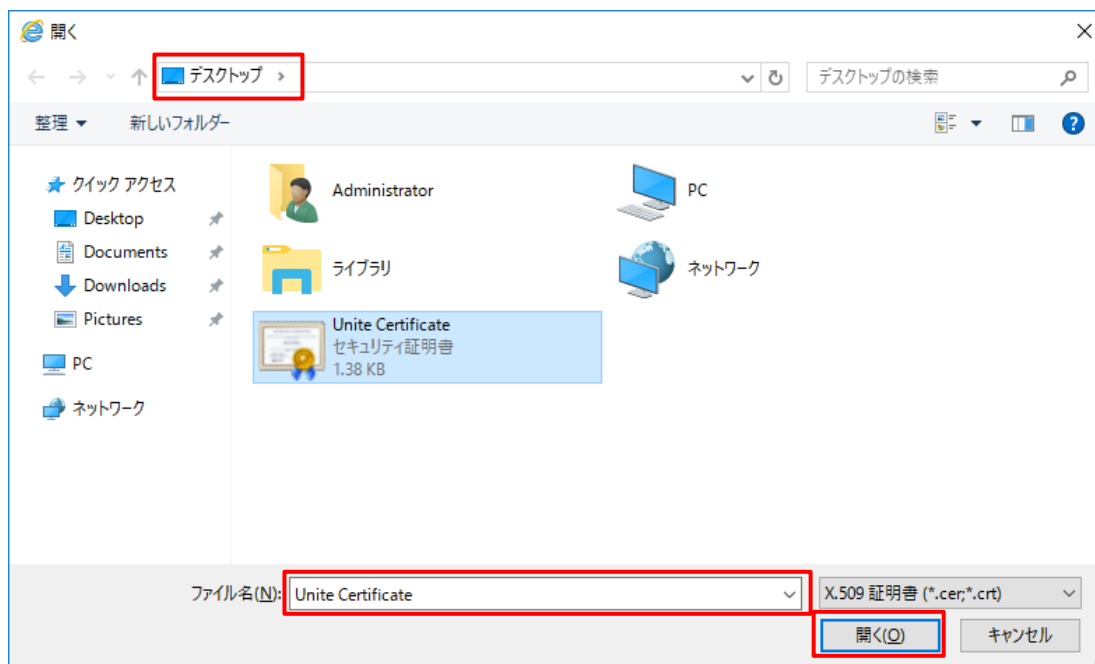 開く
デスクトップ
デスクトップの検索
整理
新しいフォルダー
クイック アクセス
Desktop
Documents
Downloads
Pictures
PC
ネットワーク
Administrator
PC
ライブラリ
ネットワーク
Unite Certificate
セキュリティ証明書
1.38 KB
ファイル名(N):
Unite Certificate
X.509 証明書 (*.cer;*.crt)
開く(O)
キャンセル